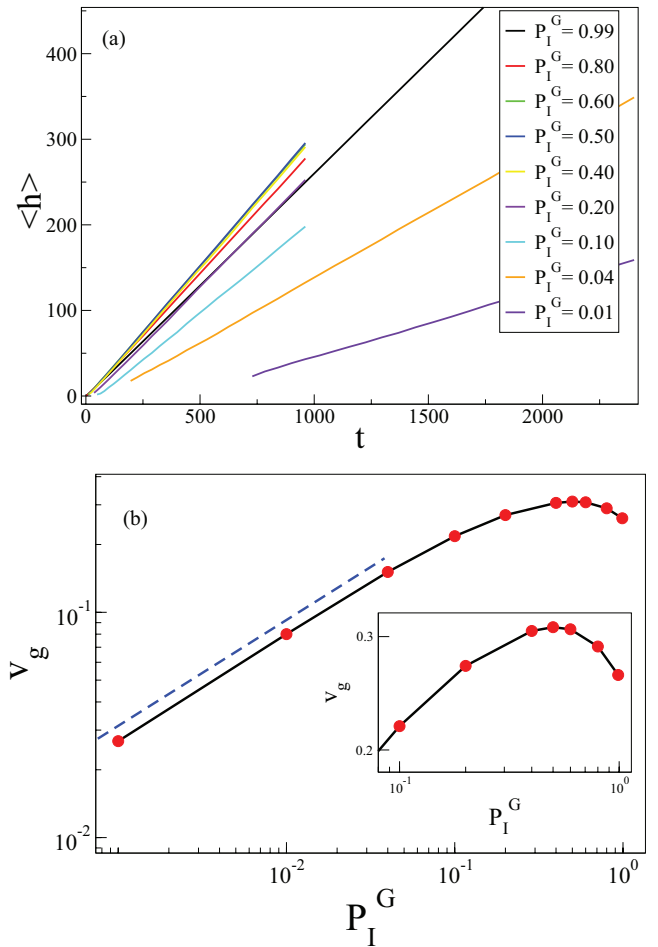 (a)
<h>
400
300
200
100
0
0
500
1000
1500
2000
t
P_I^G = 0.99
P_I^G = 0.80
P_I^G = 0.60
P_I^G = 0.50
P_I^G = 0.40
P_I^G = 0.20
P_I^G = 0.10
P_I^G = 0.04
P_I^G = 0.01
(b)
v_g
10^-1
10^-2
10^-2
10^-1
10^0
P_I^G
v_g
0.3
0.2
10^-1
10^0
P_I^G